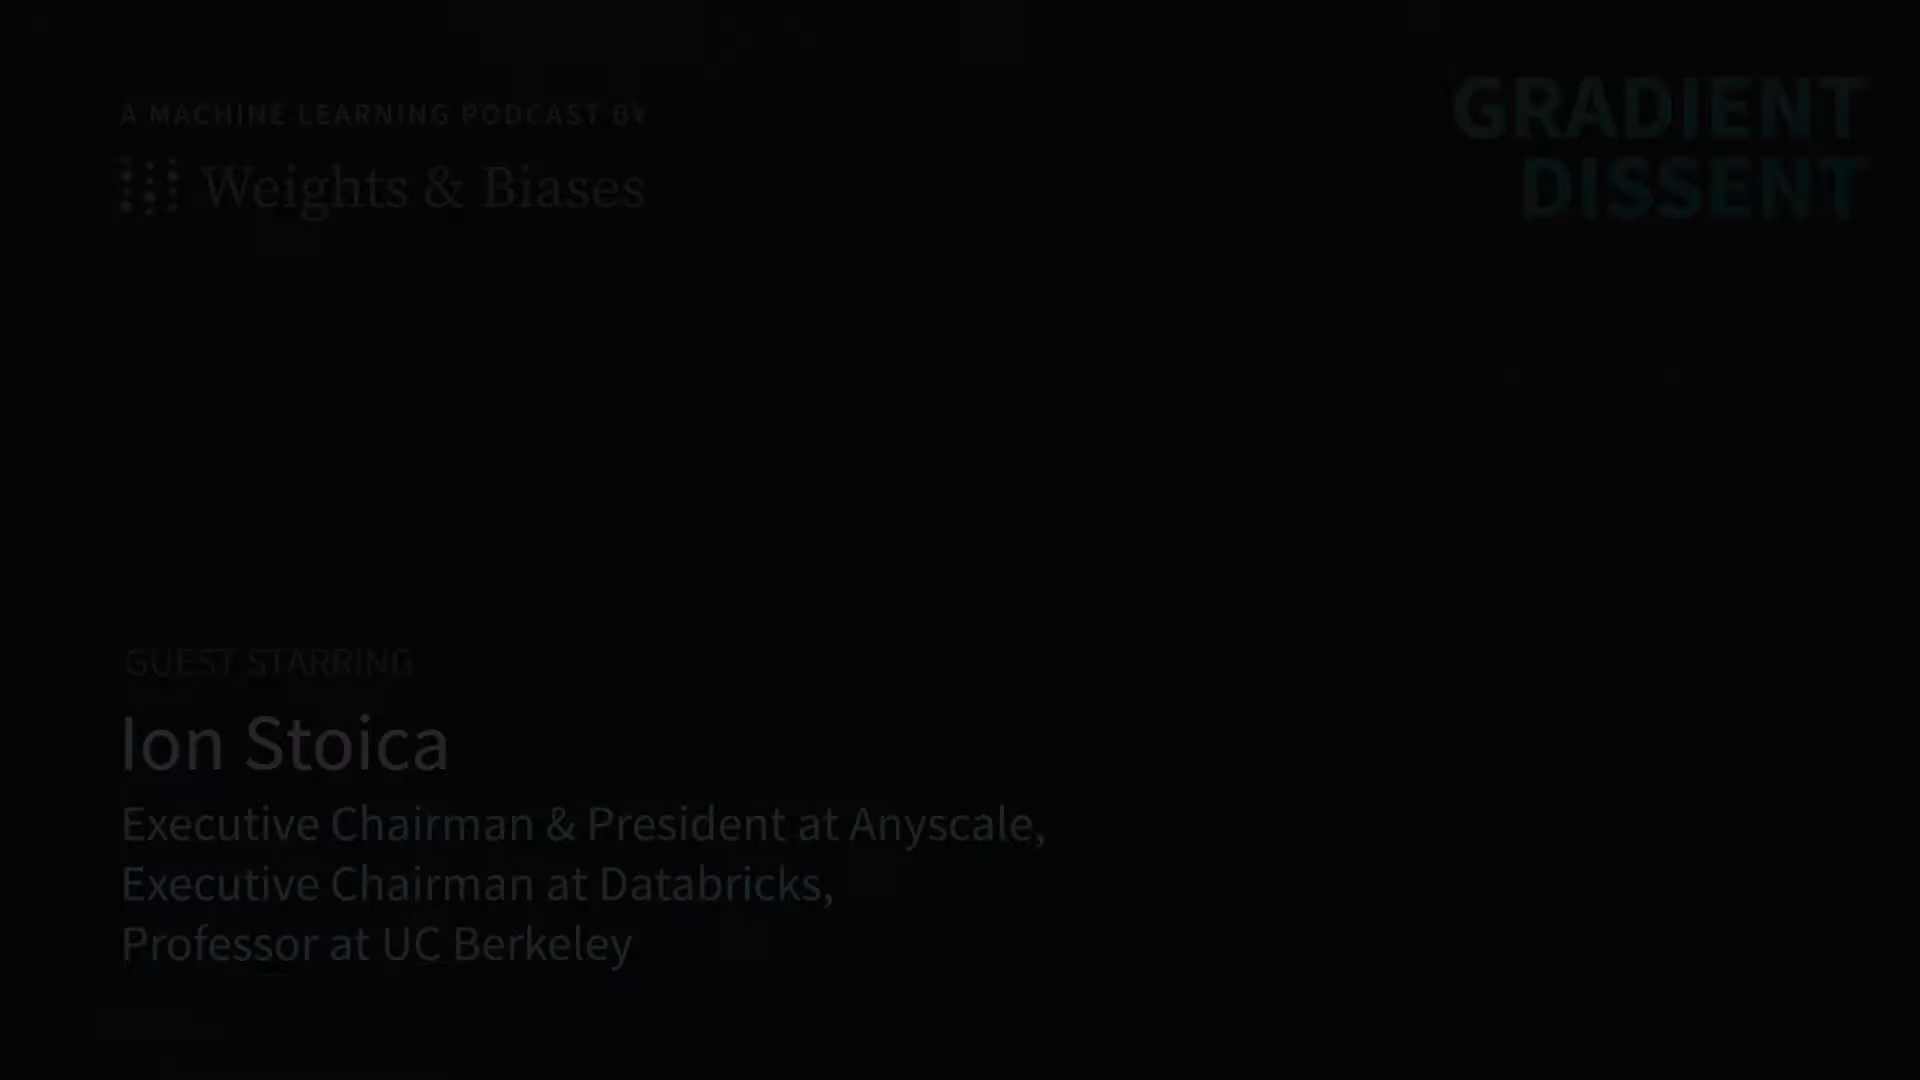 A MACHINE LEARNING PODCAST BY
Weights & Biases
GRADIENT
DISSENT
GUEST STARRING
Ion Stoica
Executive Chairman & President at Anyscale,
Executive Chairman at Databricks,
Professor at UC Berkeley